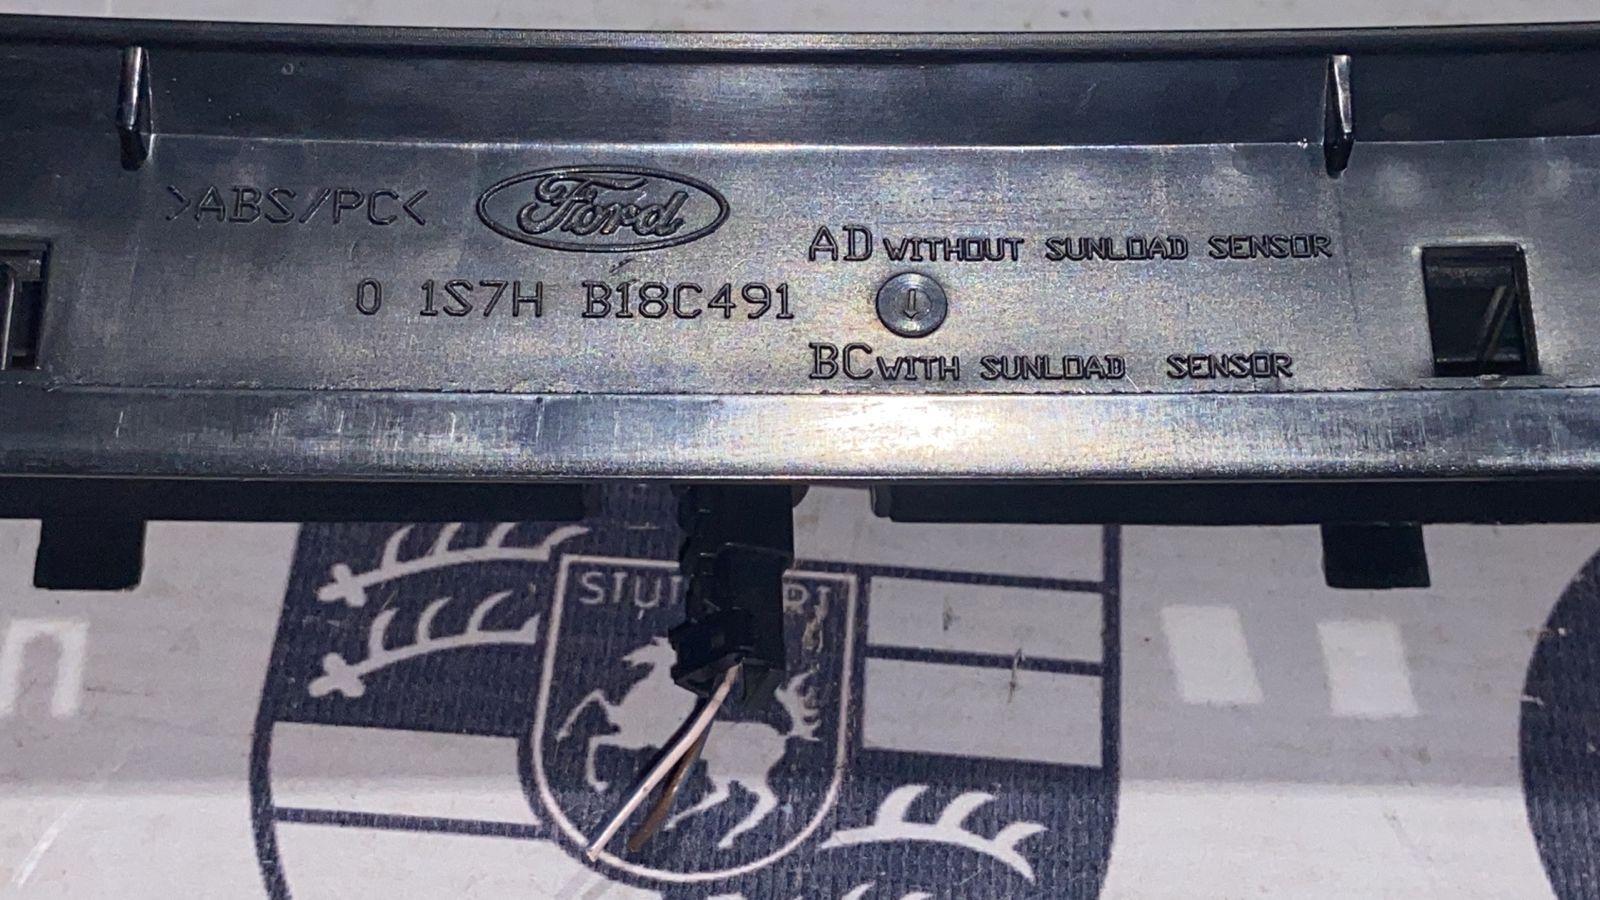 >ABS/PC<
Ford
AD WITHOUT SUNLOAD SENSOR
0 1S7H B18C491
BC WITH SUNLOAD SENSOR